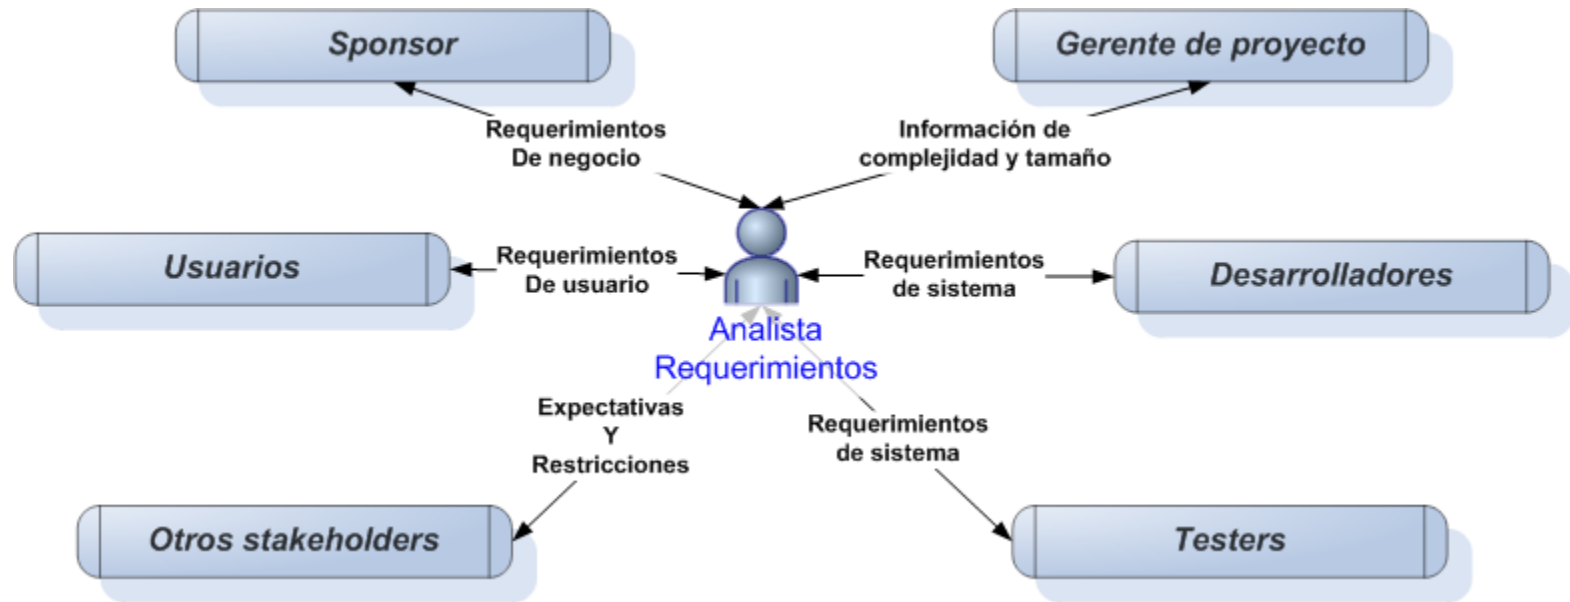 Sponsor
Gerente de proyecto
Requerimientos
De negocio
Información de
complejidad y tamaño
Usuarios
Requerimientos
De usuario
Requerimientos
de sistema
Desarrolladores
Analista
Requerimientos
Expectativas
Y
Restricciones
Requerimientos
de sistema
Otros stakeholders
Testers